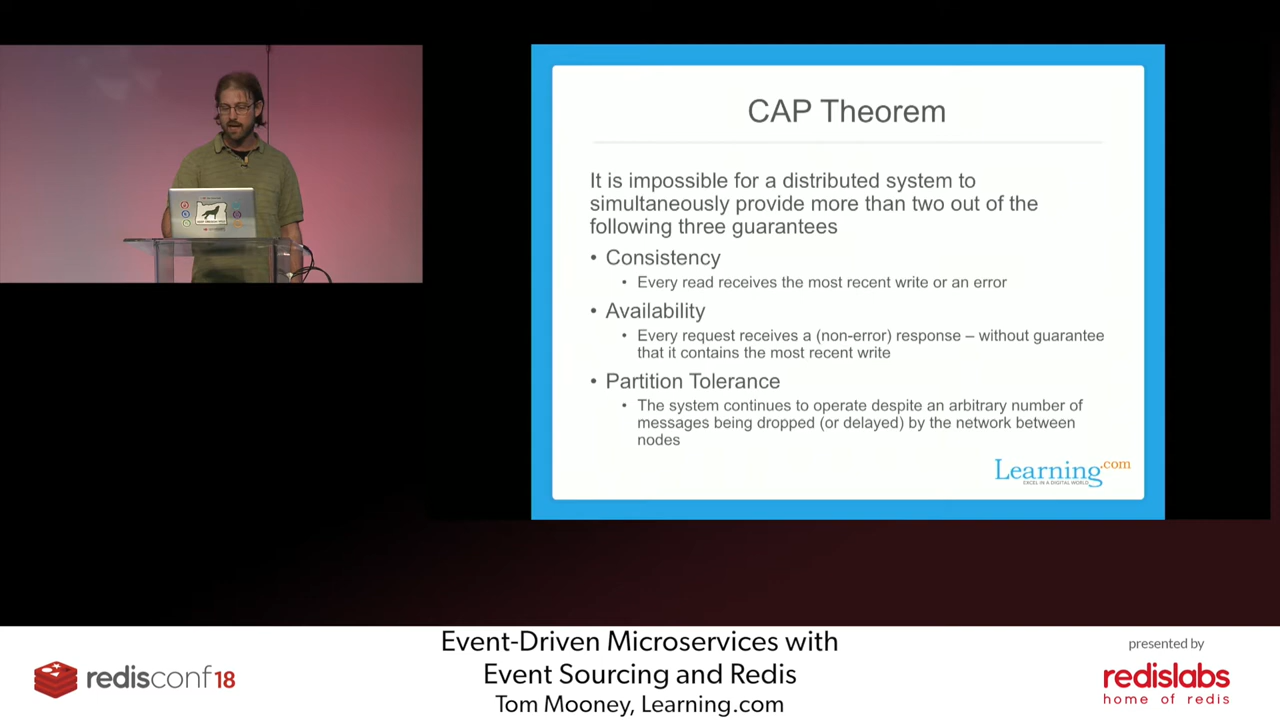 CAP Theorem
It is impossible for a distributed system to
simultaneously provide more than two out of the
following three guarantees
• Consistency
• Every read receives the most recent write or an error
• Availability
• Every request receives a (non-error) response – without guarantee
that it contains the most recent write
• Partition Tolerance
• The system continues to operate despite an arbitrary number of
messages being dropped (or delayed) by the network between
nodes
Learning.com
EXCEL IN A DIGITAL WORLD
redisconf18
Event-Driven Microservices with
Event Sourcing and Redis
Tom Mooney, Learning.com
presented by
redislabs
home of redis